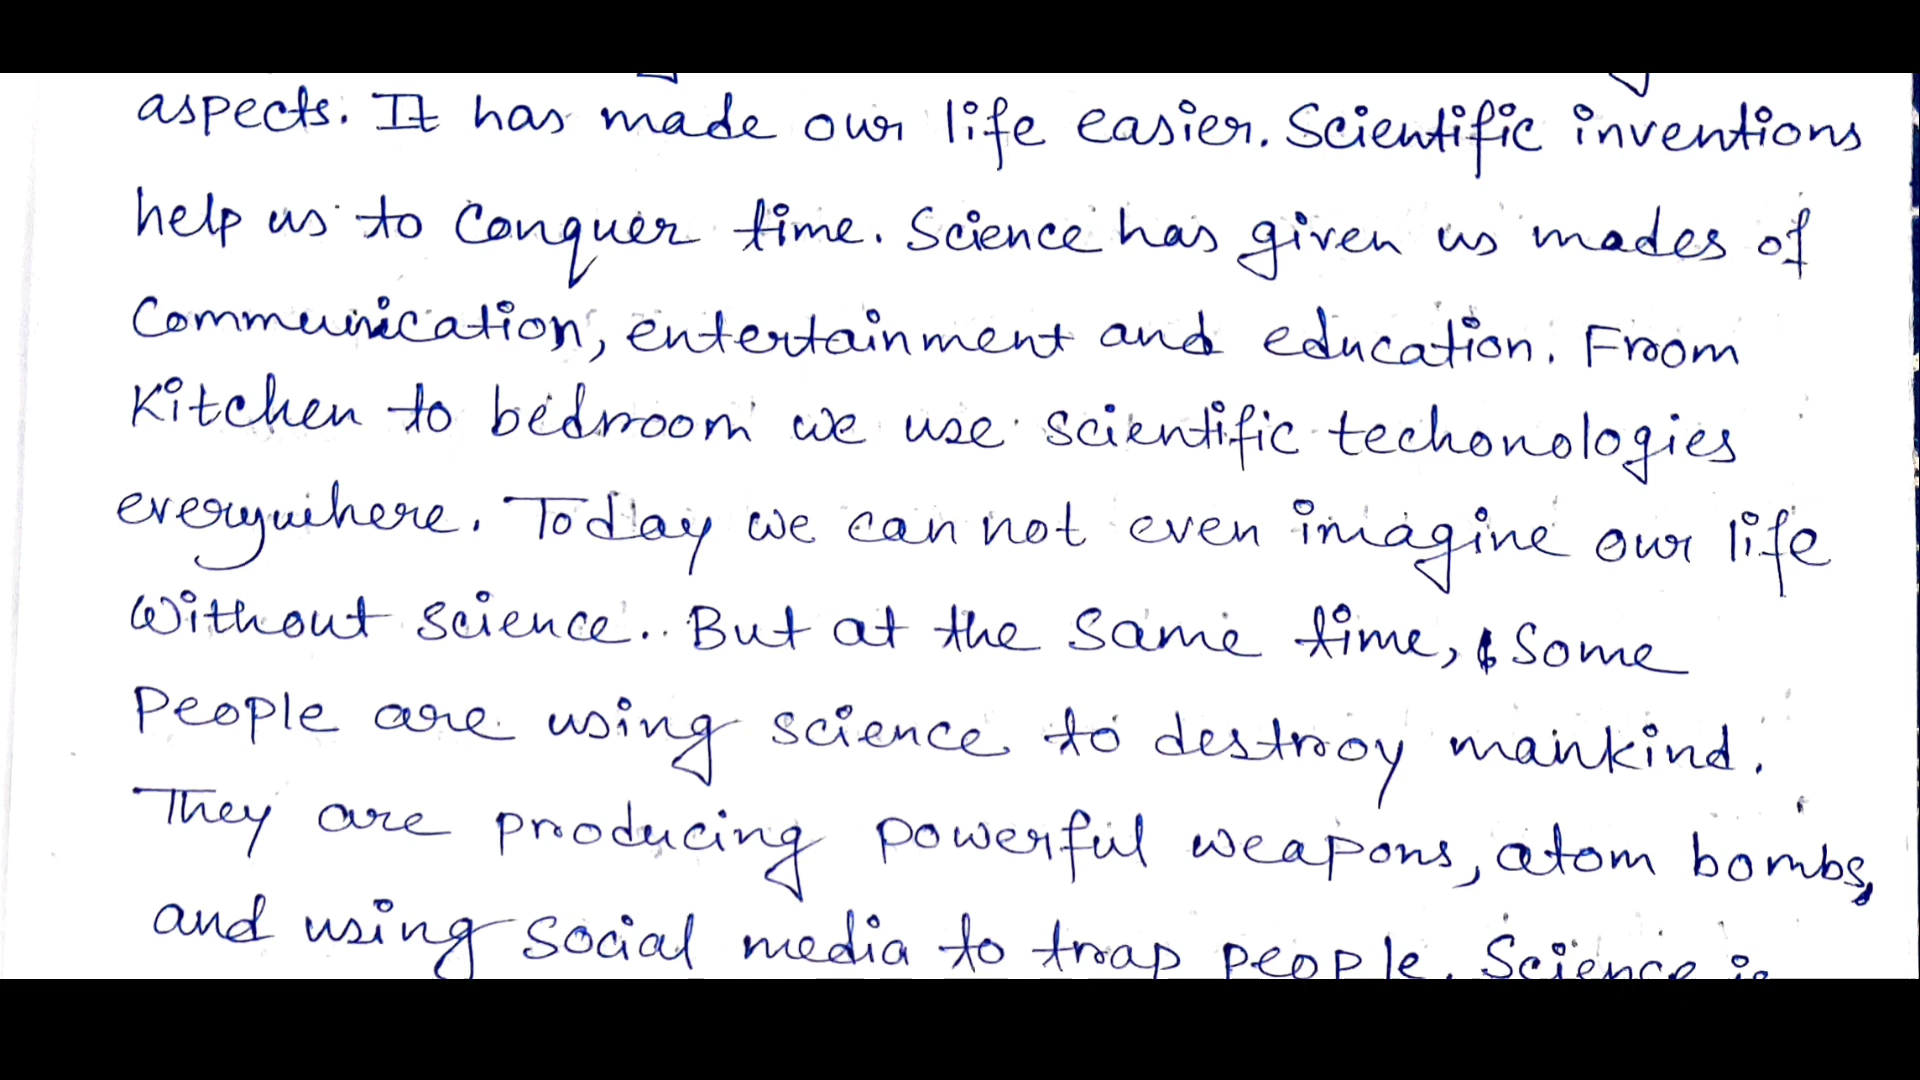 aspects. It has made our life easier. Scientific inventions
help us to Conquer time. Science has given us modes of
Communication, entertainment and education. From
Kitchen to bedroom we use scientific techonologies
everywhere. Today we can not even imagine our life
Without science. But at the same time, some
People are using science to destroy mankind.
They are producing powerful weapons, atom bombs,
and using social media to trap people. Science is